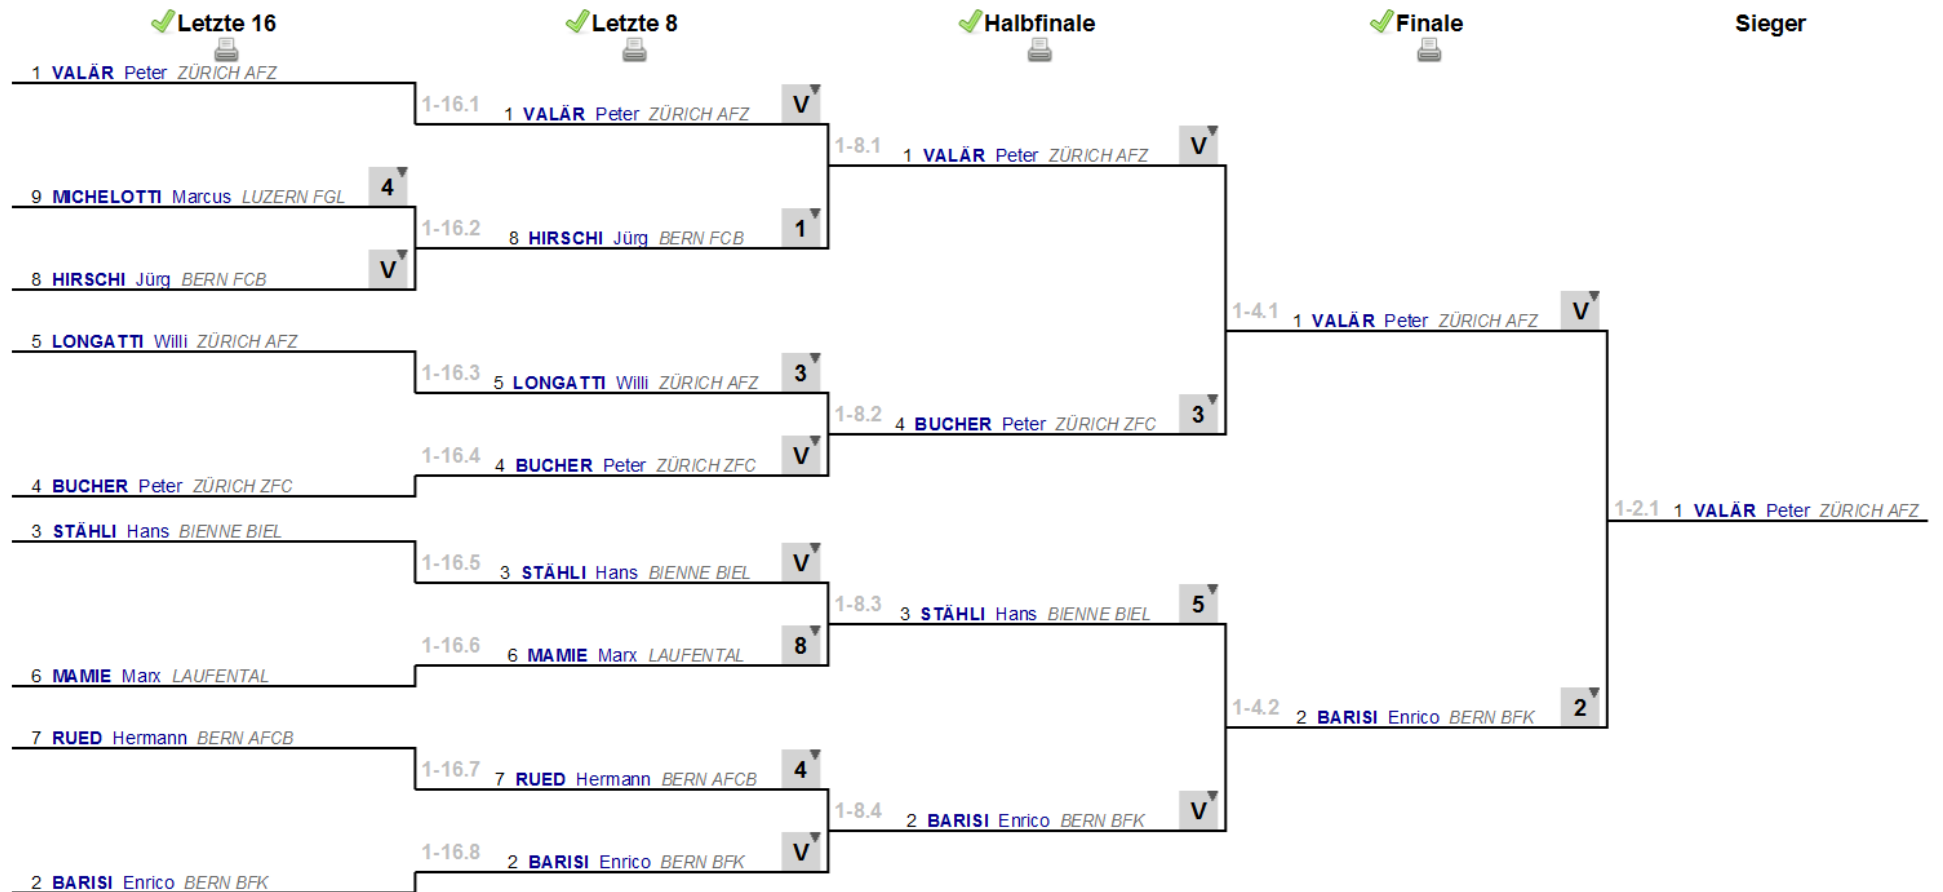 Letzte 16
Letzte 8
Halbfinale
Finale
Sieger
1 VALÄR Peter ZÜRICH AFZ
9 MICHELOTTI Marcus LUZERN FGL 4
8 HIRSCHI Jürg BERN FCB V
5 LONGATTI Willi ZÜRICH AFZ
4 BUCHER Peter ZÜRICH ZFC
3 STÄHLI Hans BIENNE BIEL
6 MAMIE Marx LAUFENTAL
7 RUED Hermann BERN AFCB
2 BARISI Enrico BERN BFK
1-16.1 1 VALÄR Peter ZÜRICH AFZ V
1-16.2 8 HIRSCHI Jürg BERN FCB 1
1-16.3 5 LONGATTI Willi ZÜRICH AFZ 3
1-16.4 4 BUCHER Peter ZÜRICH ZFC V
1-16.5 3 STÄHLI Hans BIENNE BIEL V
1-16.6 6 MAMIE Marx LAUFENTAL 8
1-16.7 7 RUED Hermann BERN AFCB 4
1-16.8 2 BARISI Enrico BERN BFK V
1-8.1 1 VALÄR Peter ZÜRICH AFZ V
1-8.2 4 BUCHER Peter ZÜRICH ZFC 3
1-8.3 3 STÄHLI Hans BIENNE BIEL 5
1-8.4 2 BARISI Enrico BERN BFK V
1-4.1 1 VALÄR Peter ZÜRICH AFZ V
1-4.2 2 BARISI Enrico BERN BFK 2
1-2.1 1 VALÄR Peter ZÜRICH AFZ